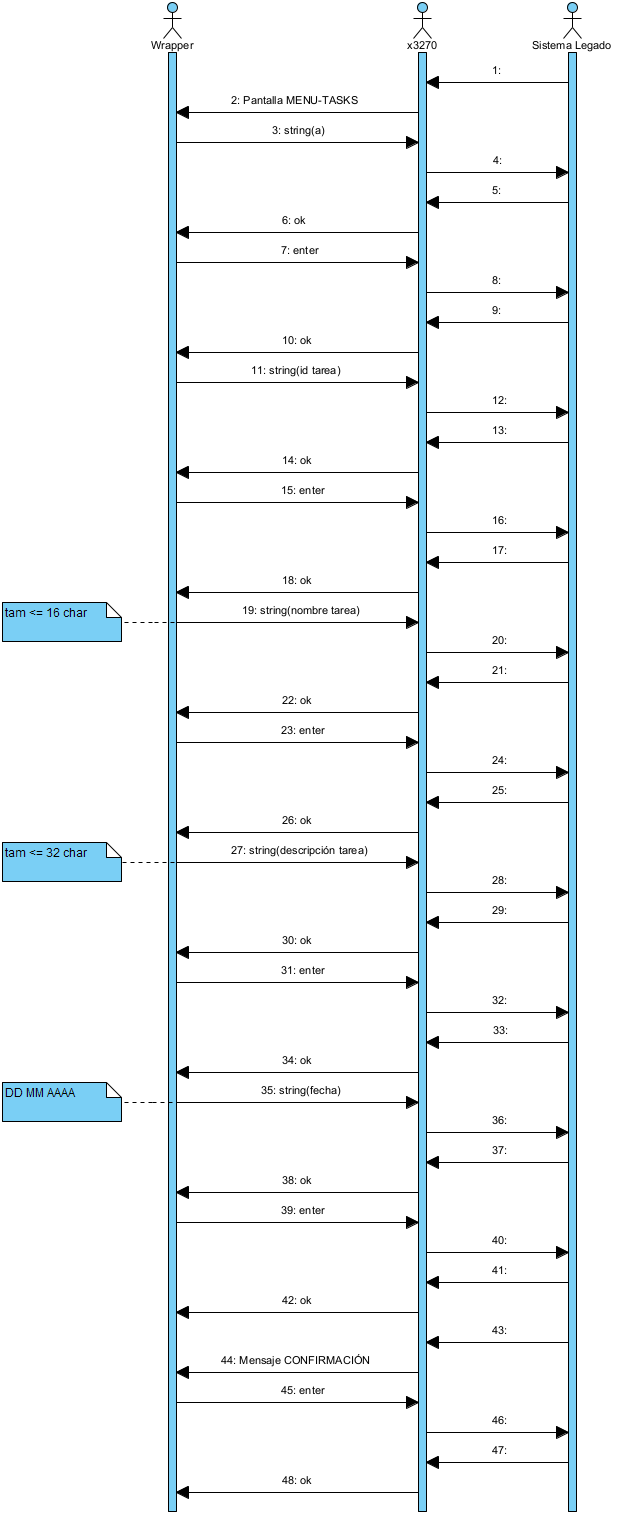 Wrapper
x3270
Sistema Legado
1:
2: Pantalla MENU-TASKS
3: string(a)
4:
5:
6: ok
7: enter
8:
9:
10: ok
11: string(id tarea)
12:
13:
14: ok
15: enter
16:
17:
18: ok
tam <= 16 char
19: string(nombre tarea)
20:
21:
22: ok
23: enter
24:
25:
26: ok
tam <= 32 char
27: string(descripción tarea)
28:
29:
30: ok
31: enter
32:
33:
34: ok
DD MM AAAA
35: string(fecha)
36:
37:
38: ok
39: enter
40:
41:
42: ok
43:
44: Mensaje CONFIRMACIÓN
45: enter
46:
47:
48: ok